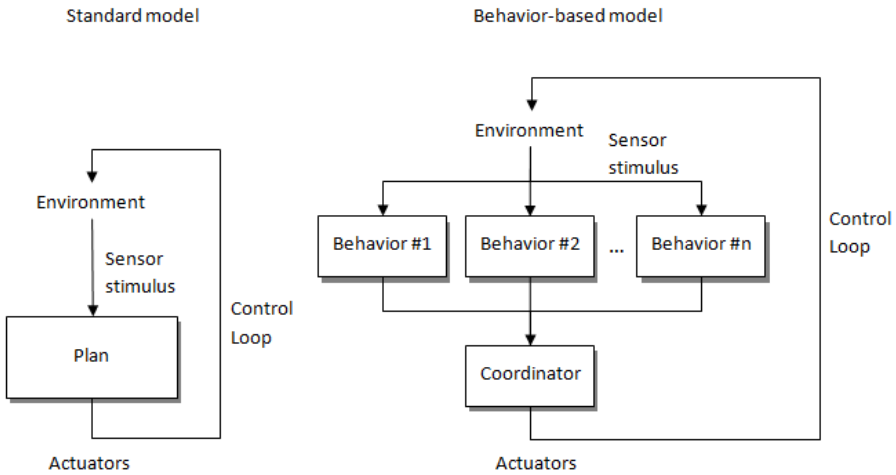 Standard model
Environment
Sensor
stimulus
Control
Loop
Plan
Actuators
Behavior-based model
Environment
Sensor
stimulus
Behavior #1
Behavior #2
...
Behavior #n
Control
Loop
Coordinator
Actuators